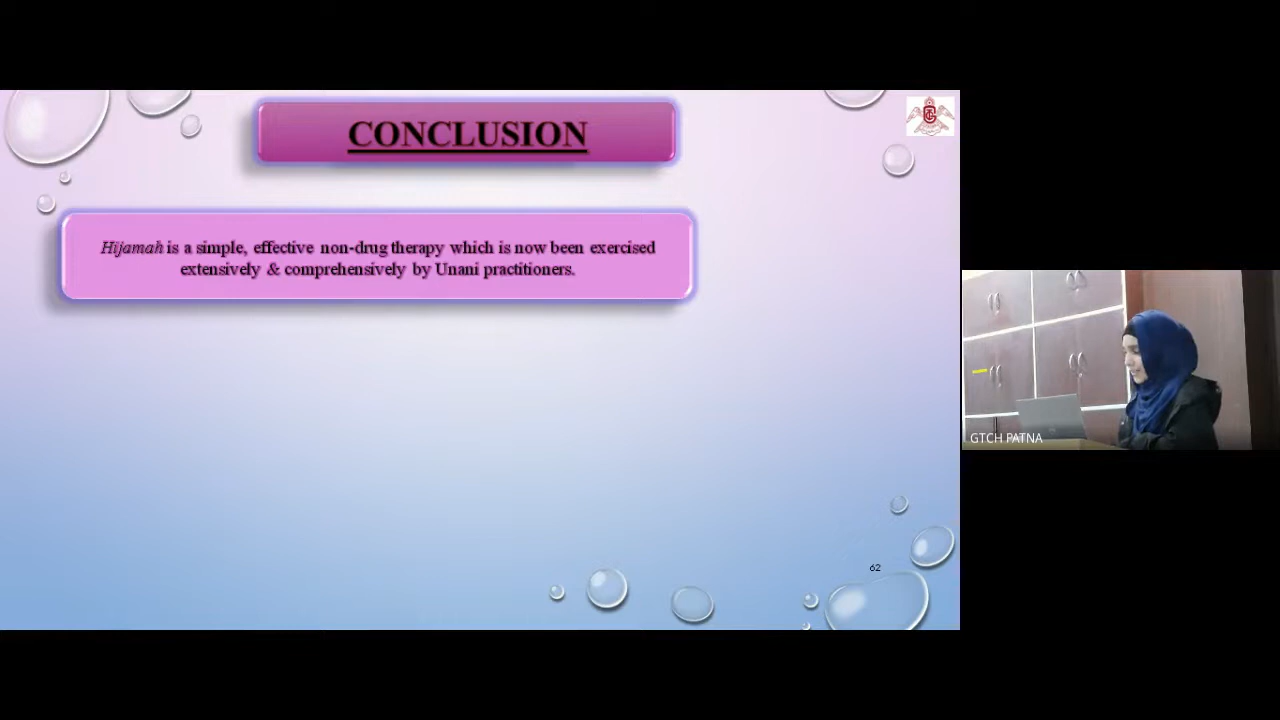 CONCLUSION
Hijamah is a simple, effective non-drug therapy which is now been exercised
extensively & comprehensively by Unani practitioners.
GTCH PATNA
62